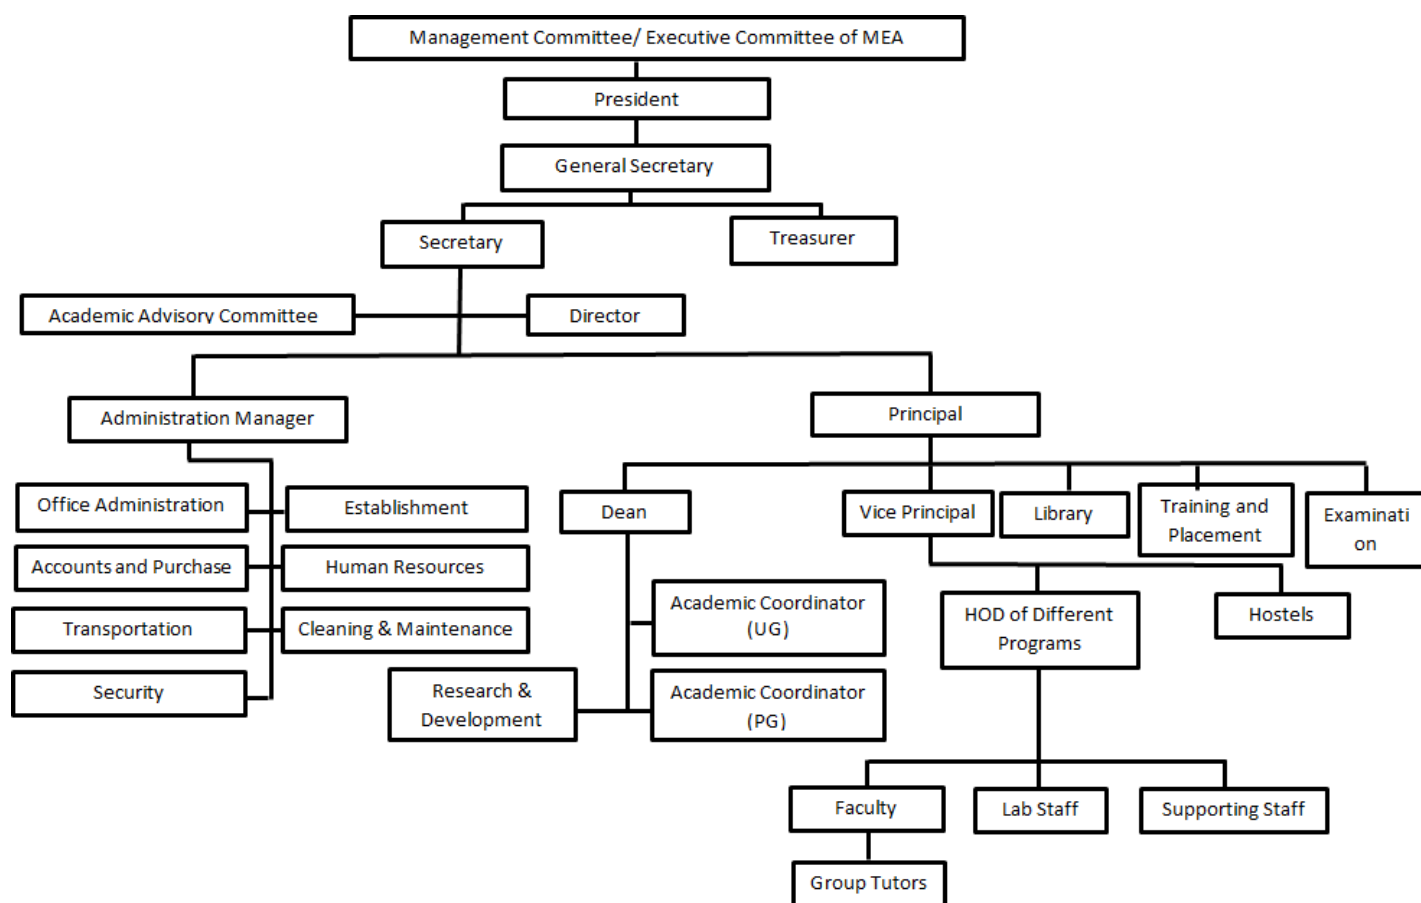 Management Committee/ Executive Committee of MEA
President
General Secretary
Secretary
Treasurer
Academic Advisory Committee
Director
Administration Manager
Principal
Office Administration
Establishment
Accounts and Purchase
Human Resources
Transportation
Cleaning & Maintenance
Security
Dean
Vice Principal
Library
Training and
Placement
Examinati
on
Academic Coordinator
(UG)
Research &
Development
Academic Coordinator
(PG)
HOD of Different
Programs
Hostels
Faculty
Lab Staff
Supporting Staff
Group Tutors